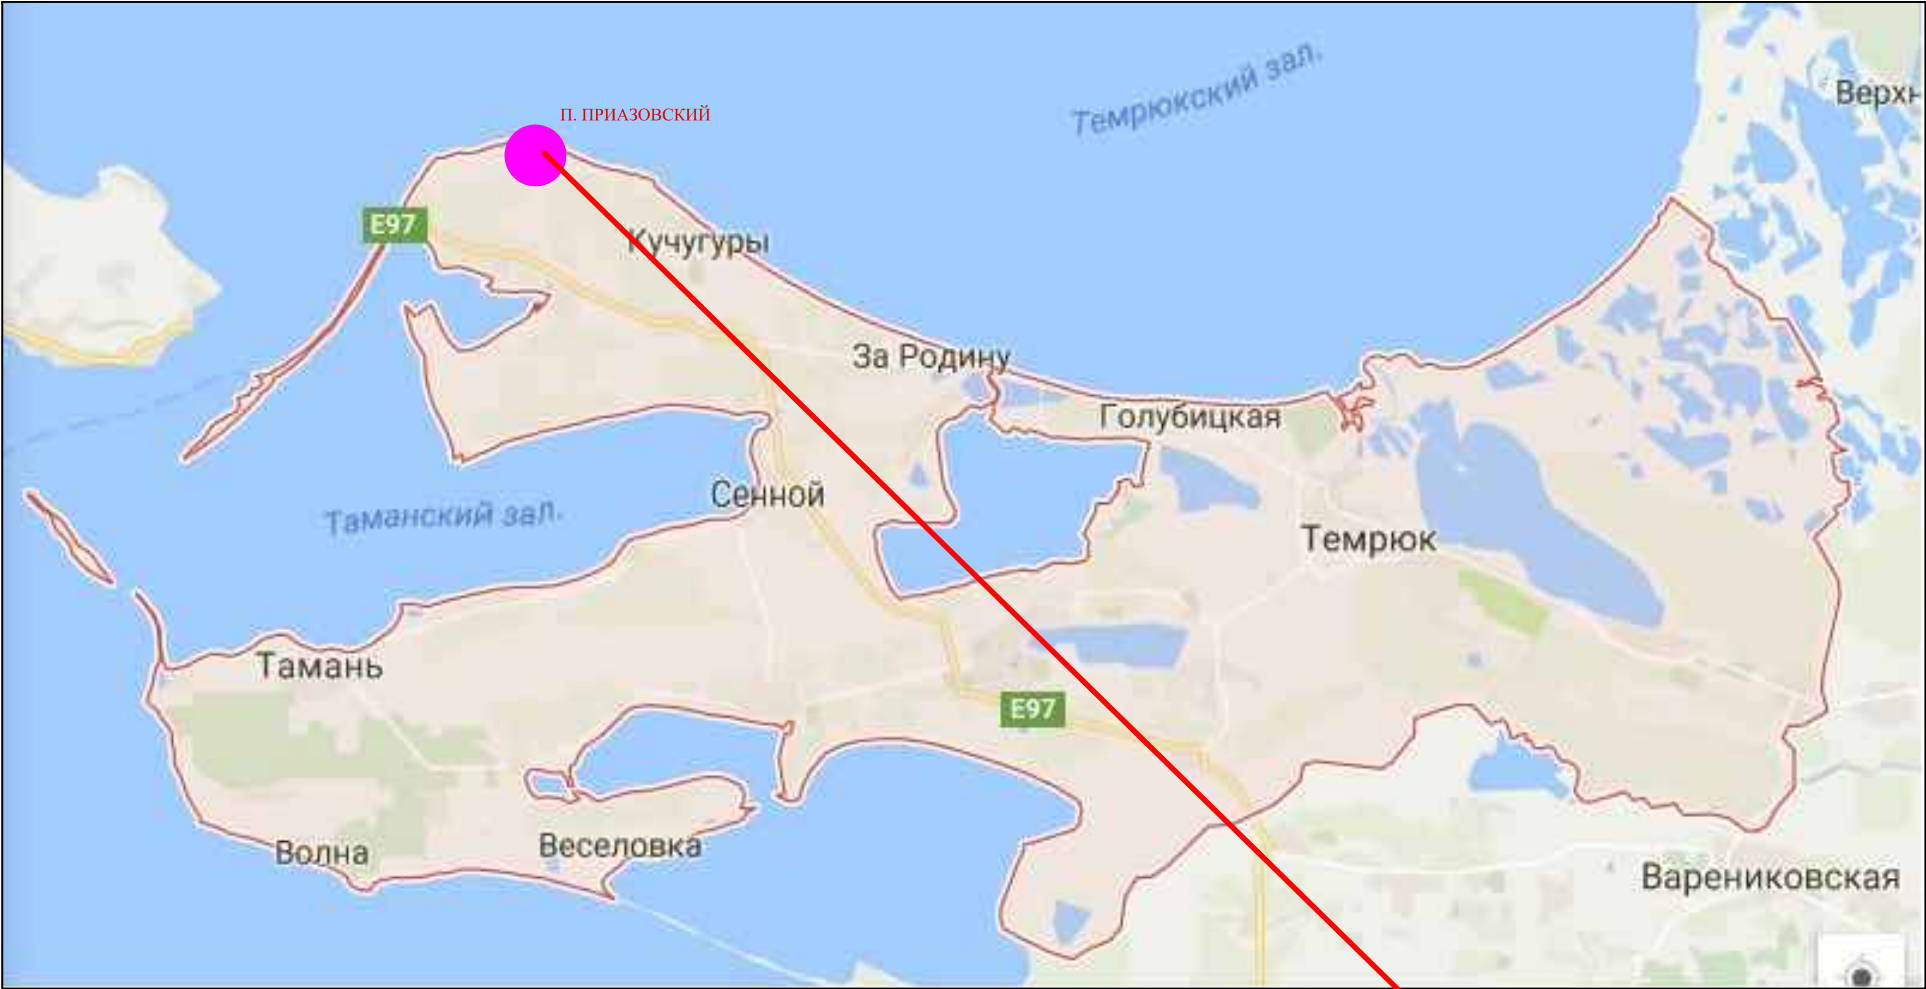 Темрюкский зал.
Верхн
П. ПРИАЗОВСКИЙ
E97
Кучугуры
За Родину
Голубицкая
Сенной
Таманский зал.
Темрюк
Тамань
E97
Волна
Веселовка
Варениковская